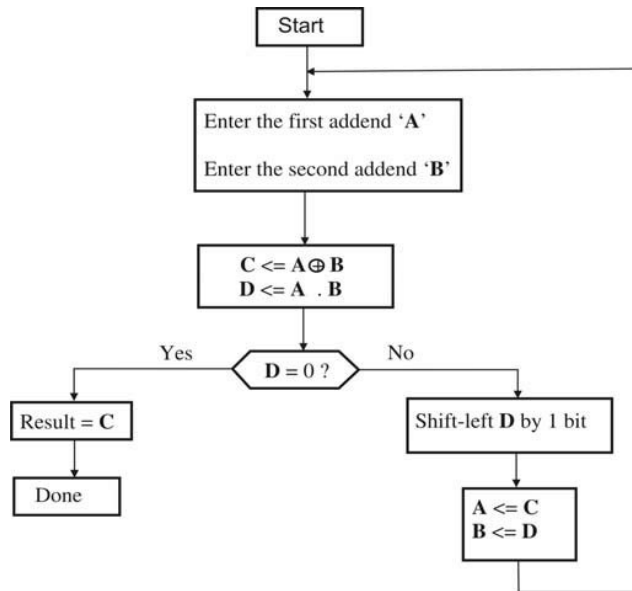 Start
Enter the first addend ‘A’
Enter the second addend ‘B’
C <= A ⊕ B
D <= A . B
Yes
D = 0 ?
No
Result = C
Shift-left D by 1 bit
Done
A <= C
B <= D